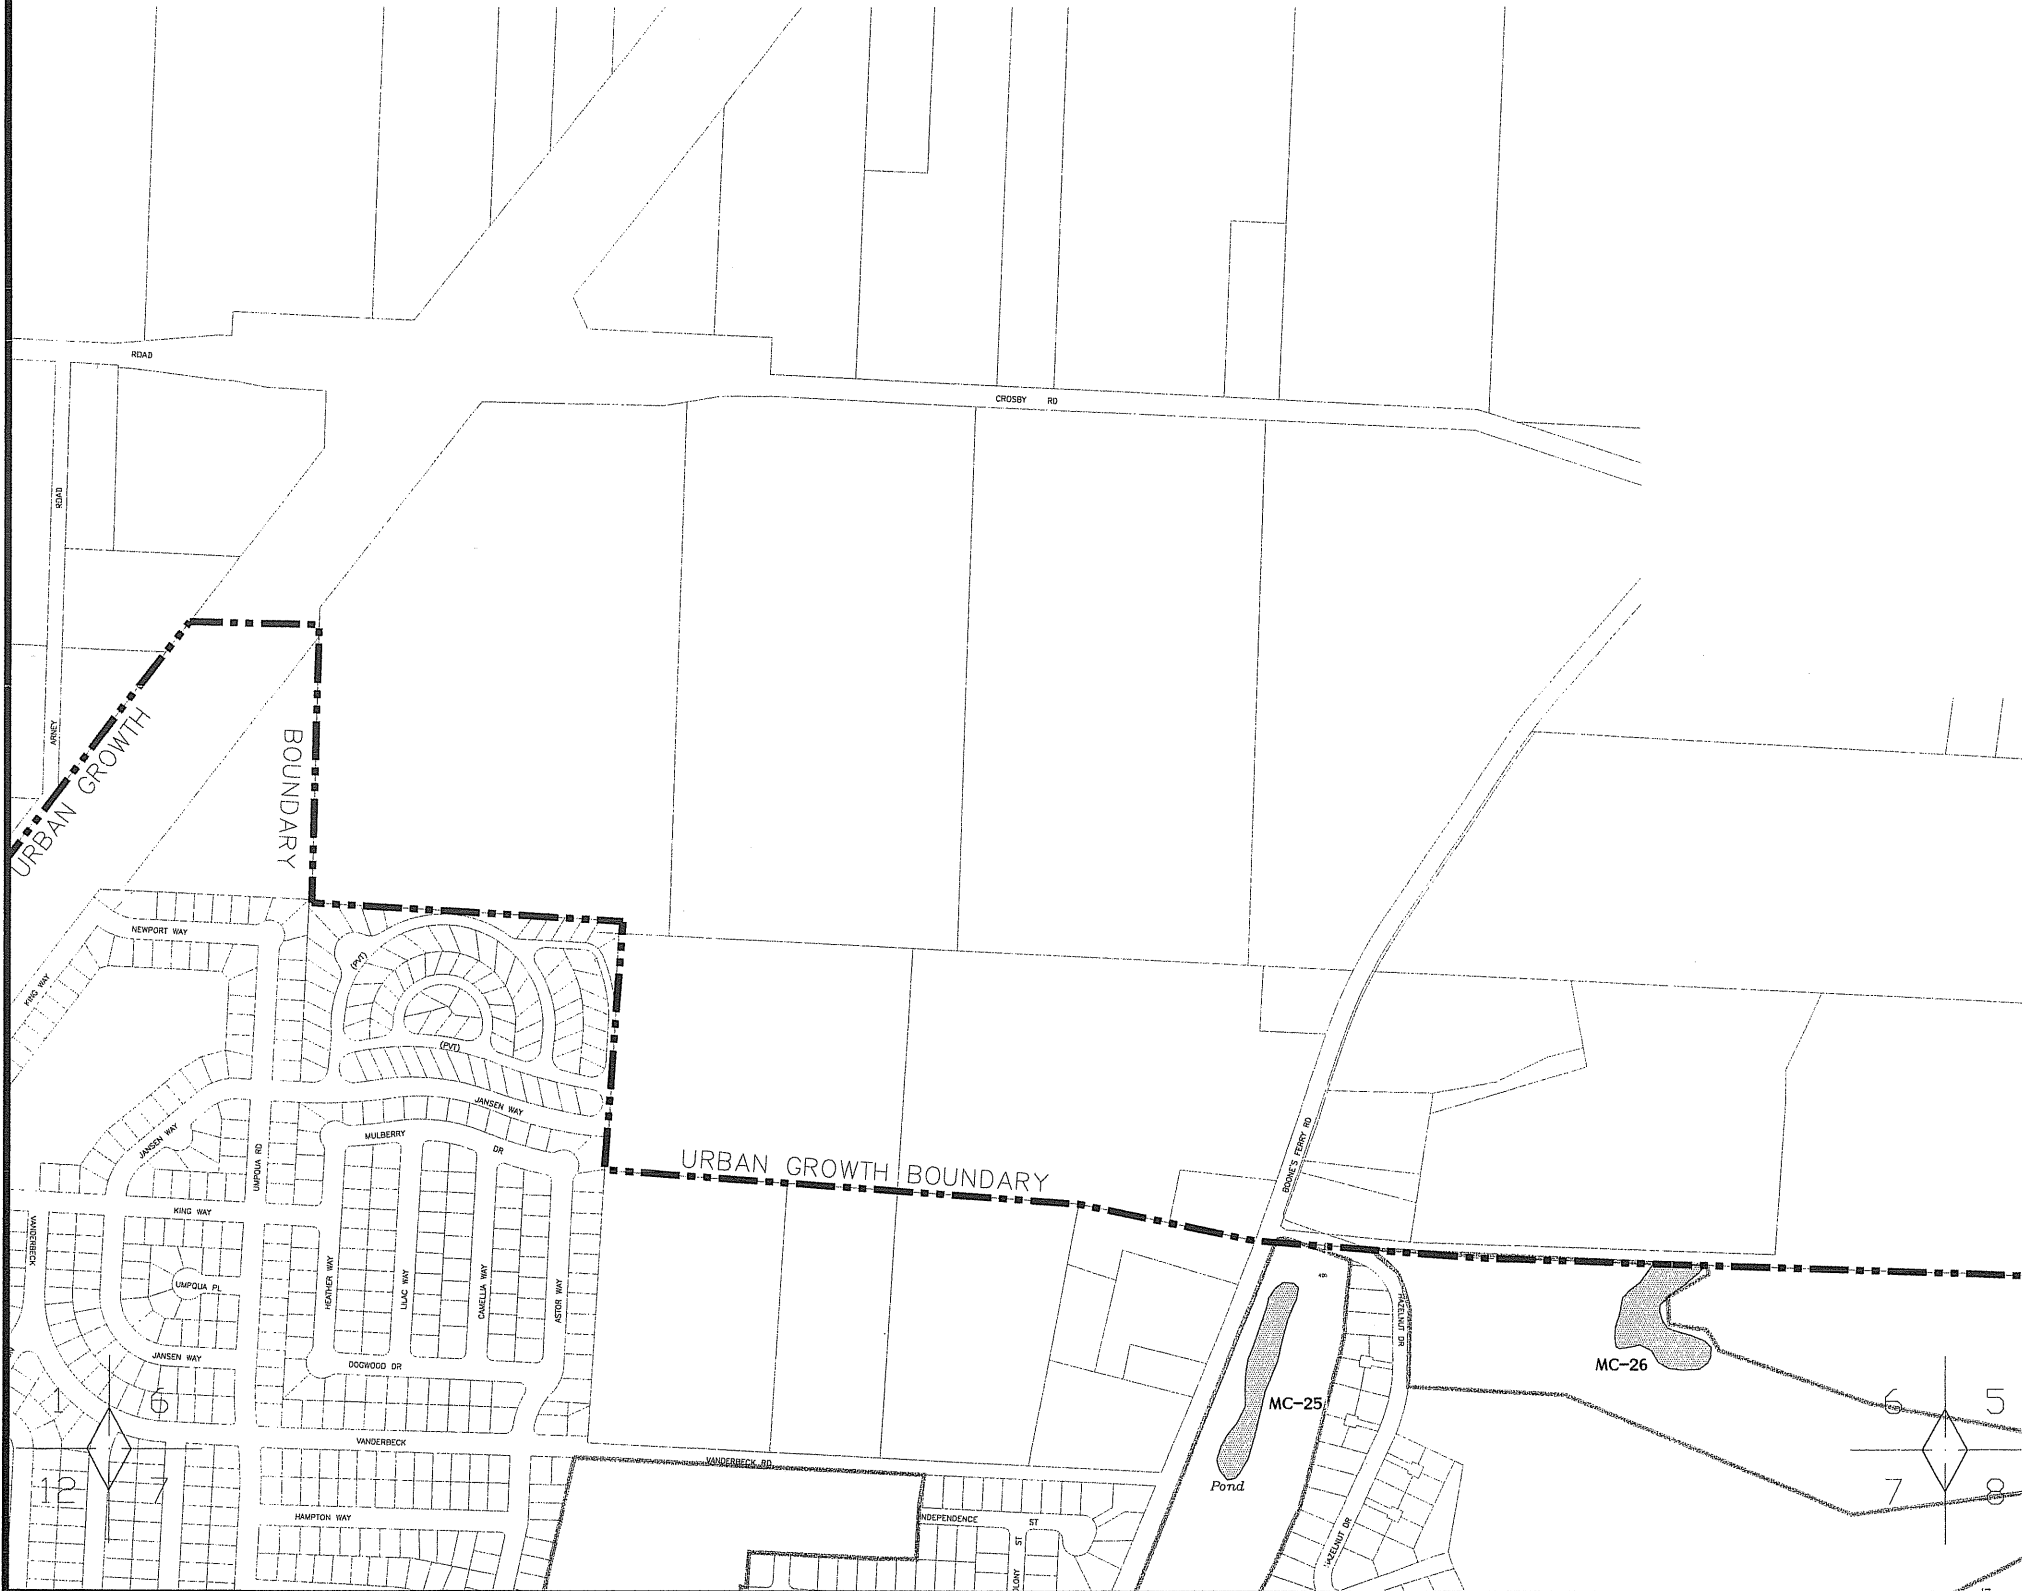 ROAD
CROSBY RD
ROAD
ARNEY
URBAN GROWTH
BOUNDARY
NEWPORT WAY
KING WAY
(PVT)
(PVT)
JANSEN WAY
JANSEN WAY
MULBERRY
DR
UMPQUA RD
URBAN GROWTH BOUNDARY
BOONE'S FERRY RD
KING WAY
VANDERBECK
HEATHER WAY
LILAC WAY
CAMELLIA WAY
ASTOR WAY
UMPQUA PL
JANSEN WAY
DOGWOOD DR
HAZELNUT DR
MC-26
MC-25
1 6
12 7
6 5
7 8
VANDERBECK
VANDERBECK RD
Pond
HAMPTON WAY
NDEPENDENCE ST
OLONY ST
AZELNUT DR